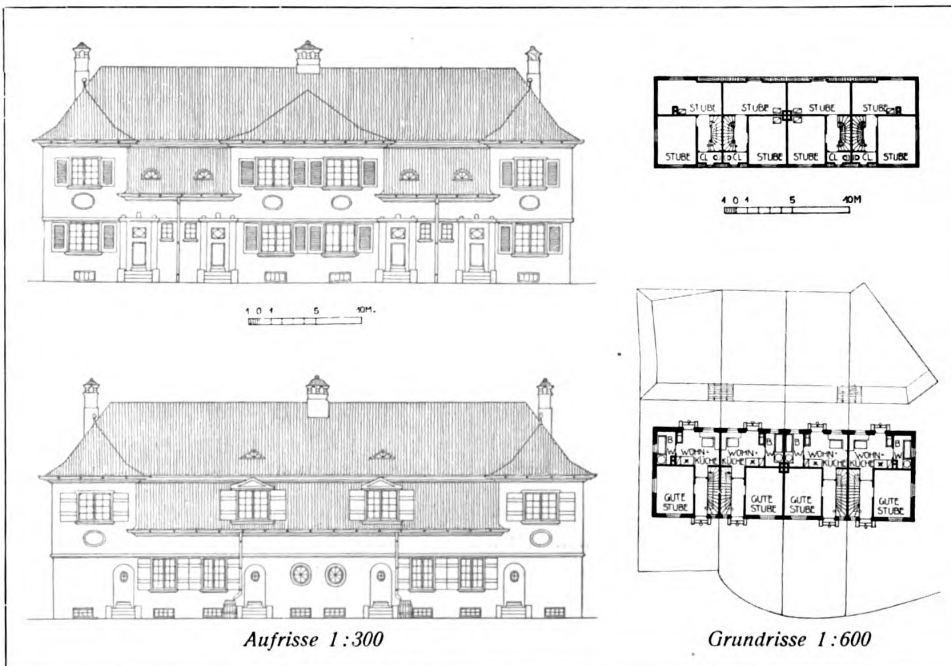 STUBE STUBE STUBE STUBE
STUBE CL CL STUBE STUBE CL CL STUBE
1 0 1 5 10M
1 0 1 5 10M.
B WOHN- WOHN- B B WOHN- WOHN- B
W KÜCHE KÜCHE W W KÜCHE KÜCHE W
GUTE STUBE
GUTE STUBE
GUTE STUBE
GUTE STUBE
Aufrisse 1:300
Grundrisse 1:600